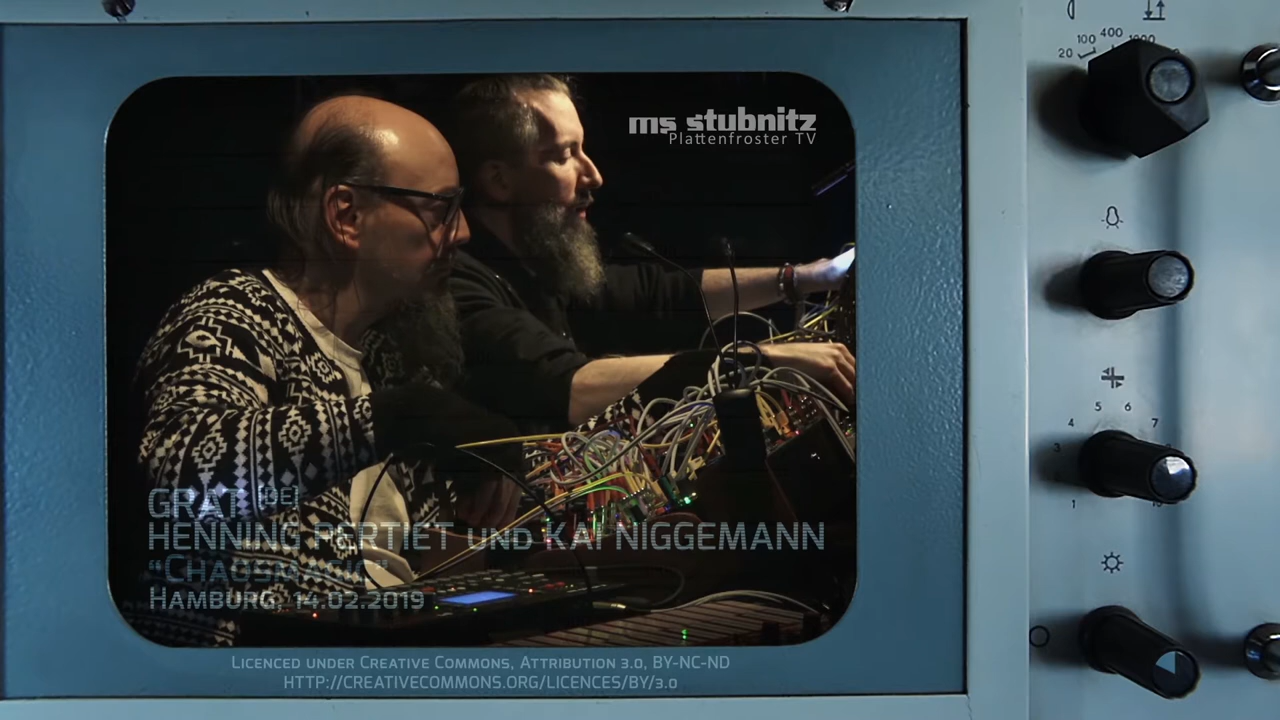 20 100 400 1000
ms stubnitz
Plattenfroster TV
5 6
4 7
3
1 10
GRAT [DE]
HENNING PERTIET UND KAI NIGGEMANN
"CHAOSMAGIC"
HAMBURG, 14.02.2019
LICENCED UNDER CREATIVE COMMONS, ATTRIBUTION 3.0, BY-NC-ND
HTTP://CREATIVECOMMONS.ORG/LICENCES/BY/3.0